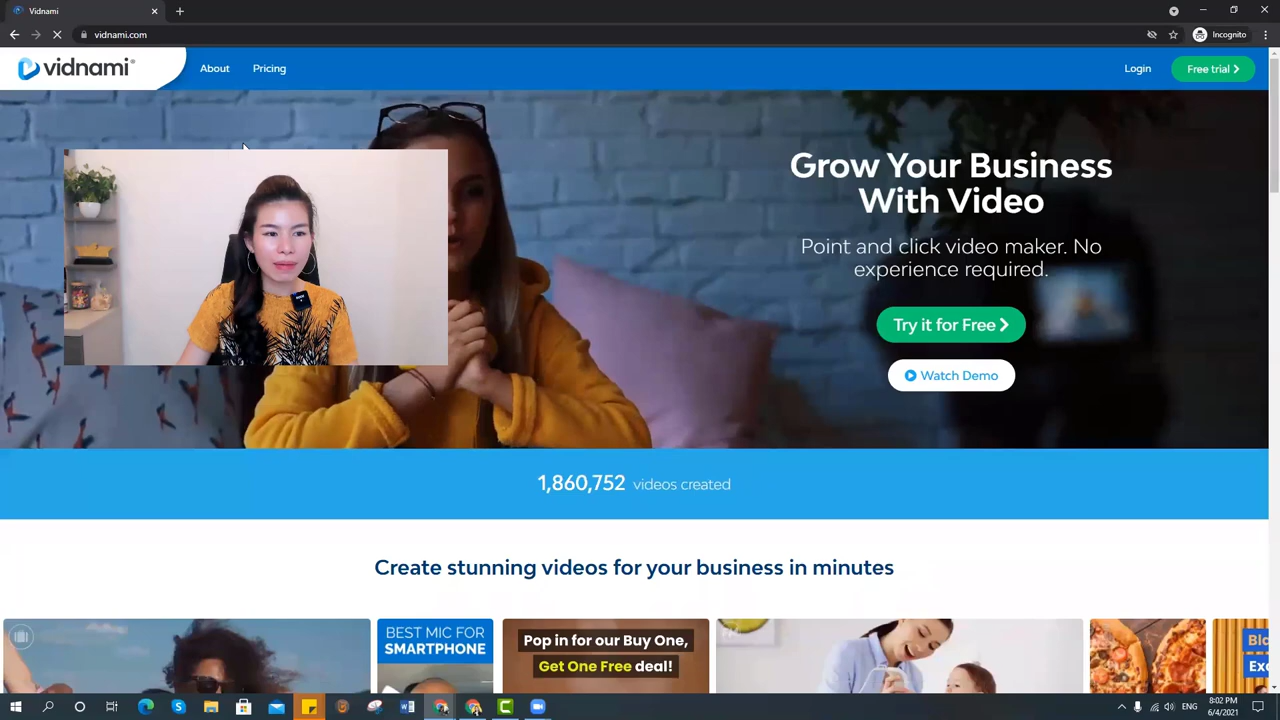 Vidnami
vidnami.com
Incognito
vidnami®
About
Pricing
Login
Free trial
Grow Your Business
With Video
Point and click video maker. No
experience required.
Try it for Free
Watch Demo
1,860,752 videos created
Create stunning videos for your business in minutes
BEST MIC FOR
SMARTPHONE
Pop in for our Buy One,
Get One Free deal!
ENG
8:02 PM
6/4/2021